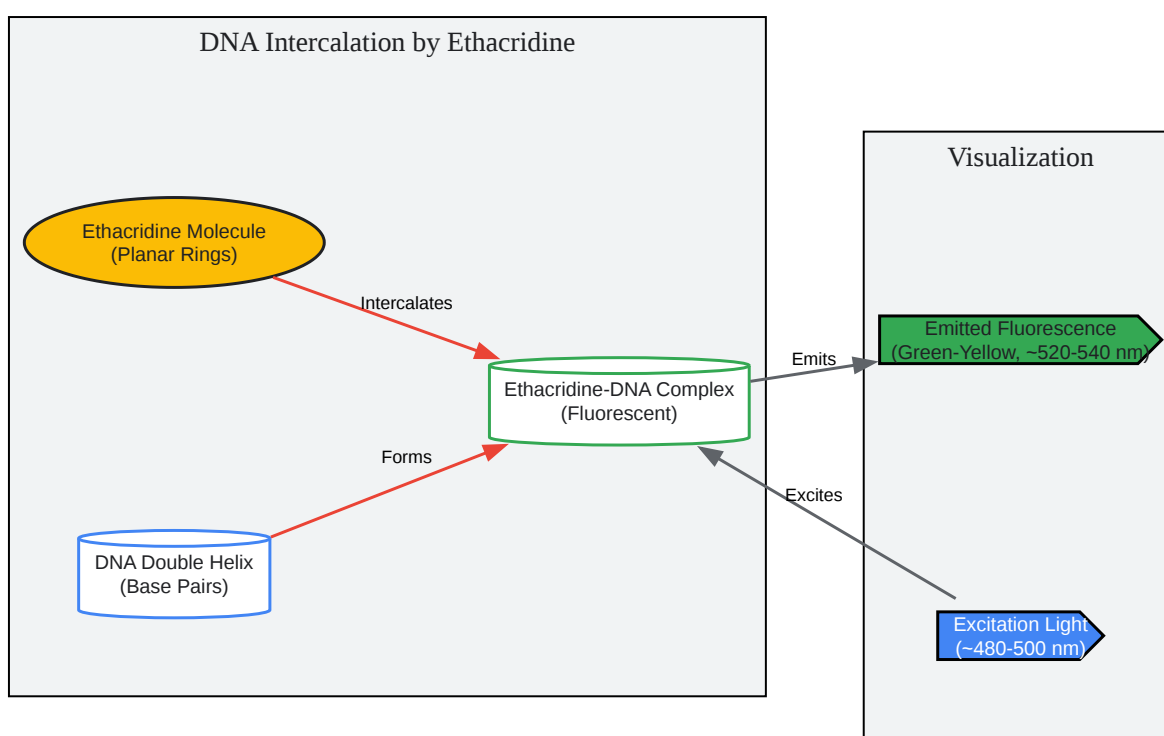 DNA Intercalation by Ethacridine
Visualization
Ethacridine Molecule
(Planar Rings)
Intercalates
Emitted Fluorescence
(Green-Yellow, ~520-540 nm)
Emits
Ethacridine-DNA Complex
(Fluorescent)
Forms
Excites
DNA Double Helix
(Base Pairs)
Excitation Light
(~480-500 nm)